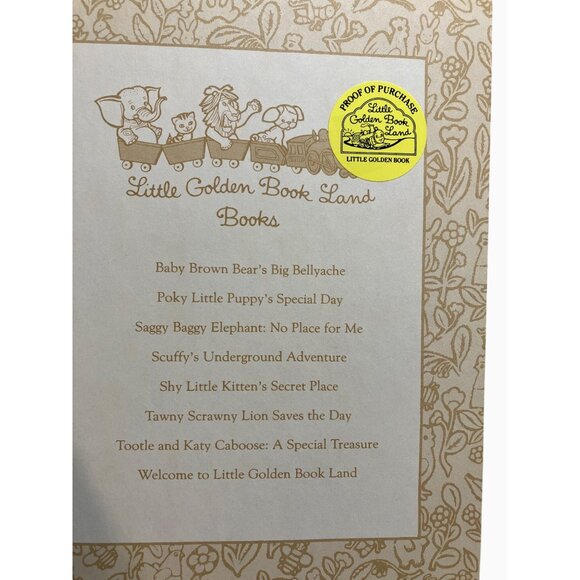 PROOF OF PURCHASE
Little
Golden Book
Land
LITTLE GOLDEN BOOK
Little Golden Book Land
Books
Baby Brown Bear's Big Bellyache
Poky Little Puppy's Special Day
Saggy Baggy Elephant: No Place for Me
Scuffy's Underground Adventure
Shy Little Kitten's Secret Place
Tawny Scrawny Lion Saves the Day
Tootle and Katy Caboose: A Special Treasure
Welcome to Little Golden Book Land